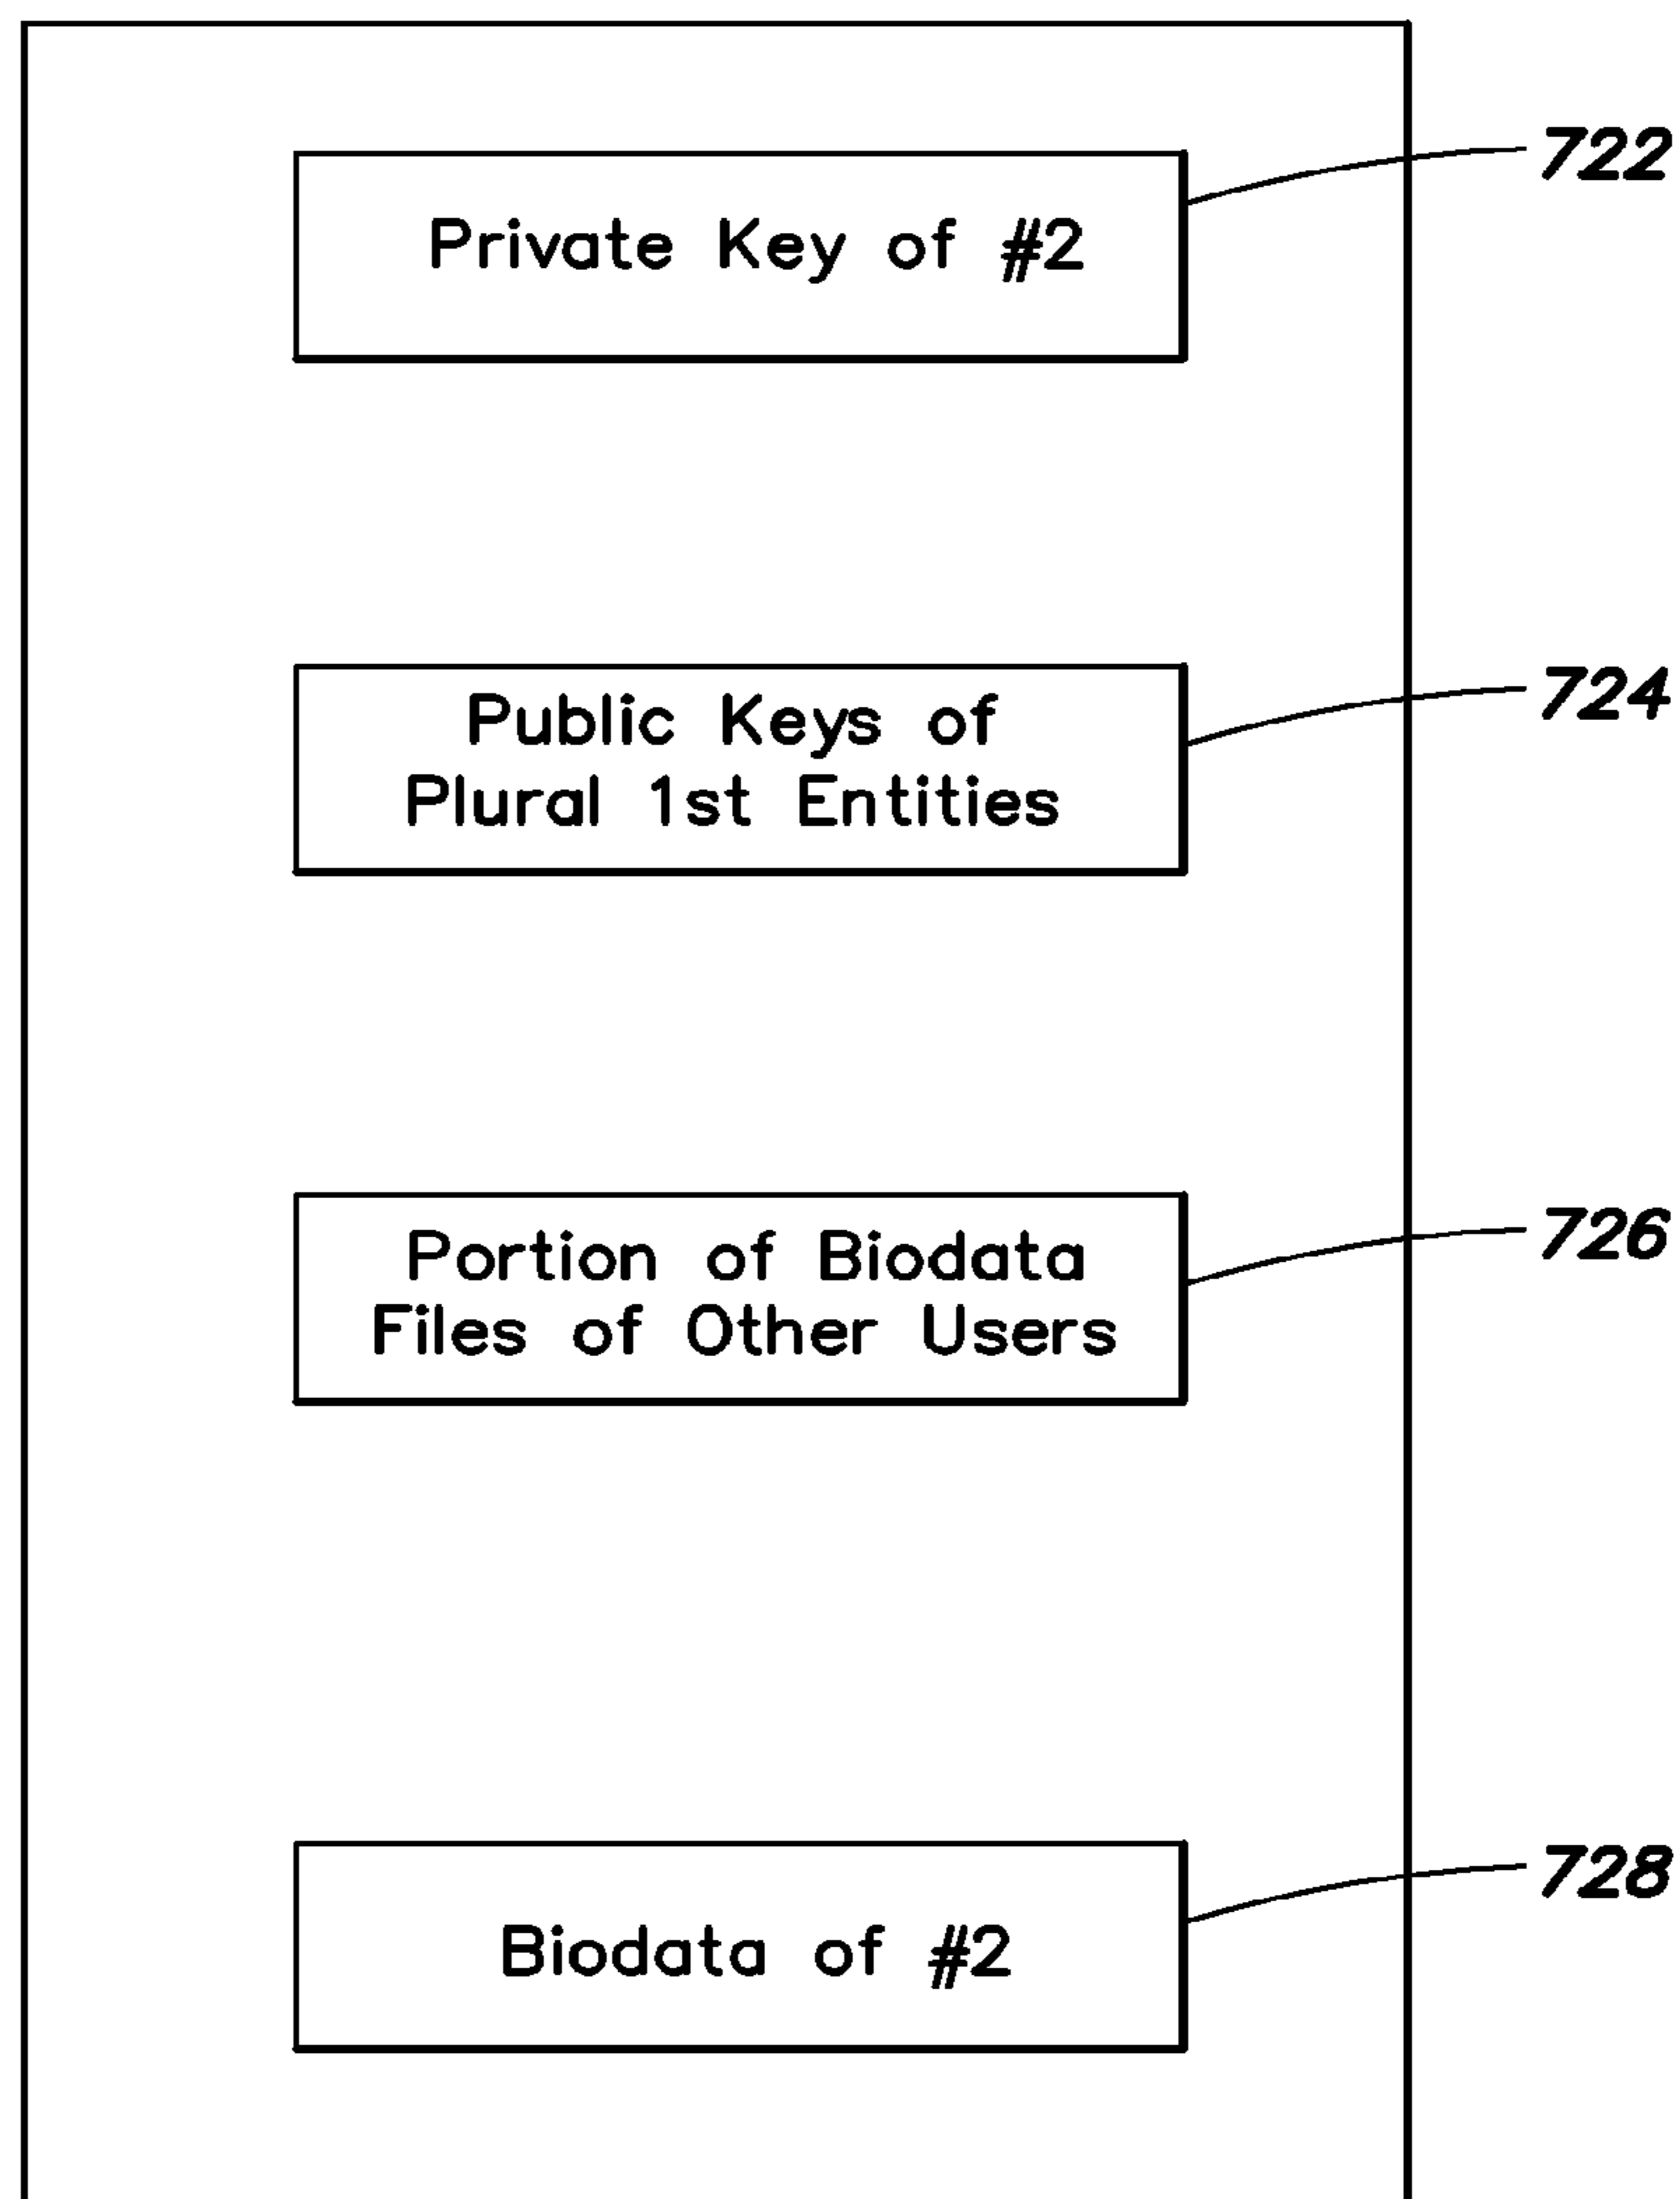 Private Key of #2
722
Public Keys of
Plural 1st Entities
724
Portion of Biodata
Files of Other Users
726
Biodata of #2
728